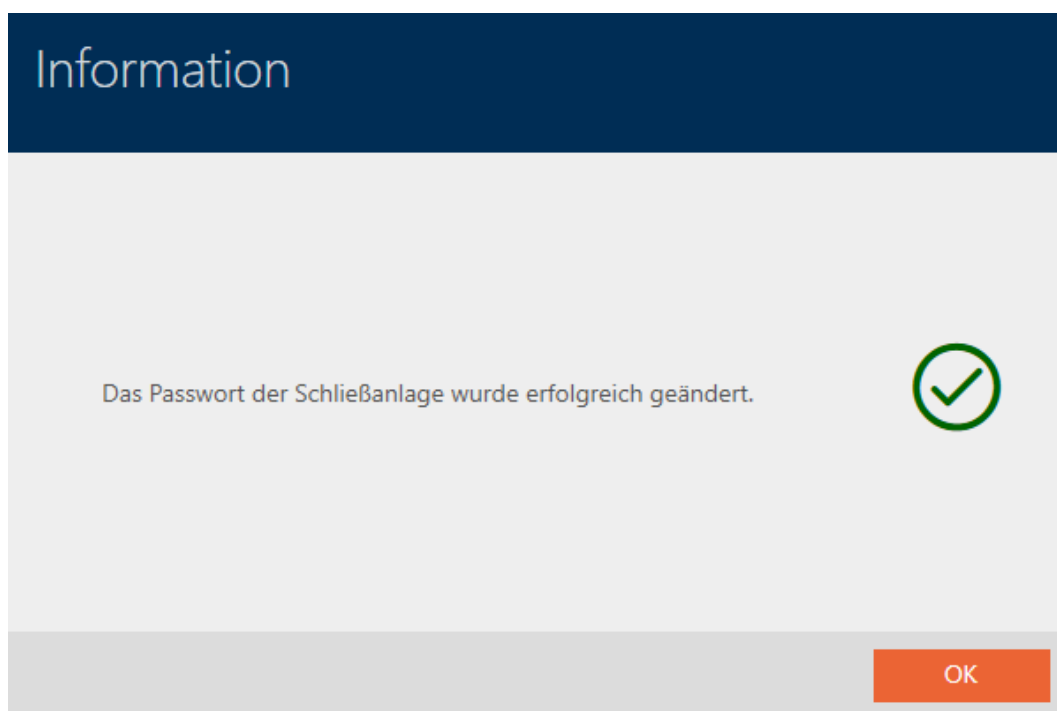 Information
Das Passwort der Schließanlage wurde erfolgreich geändert.
OK